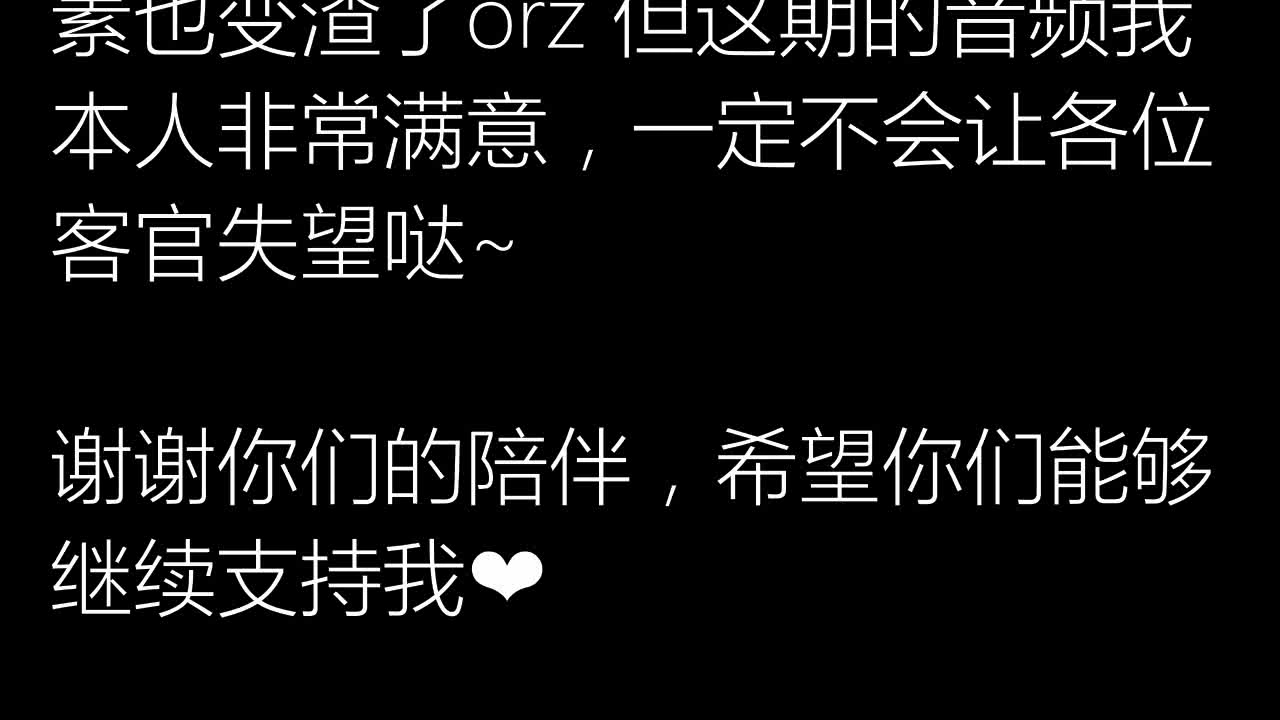 素也变渣了orz 但这期的音频我
本人非常满意，一定不会让各位
客官失望哒~
谢谢你们的陪伴，希望你们能够
继续支持我❤